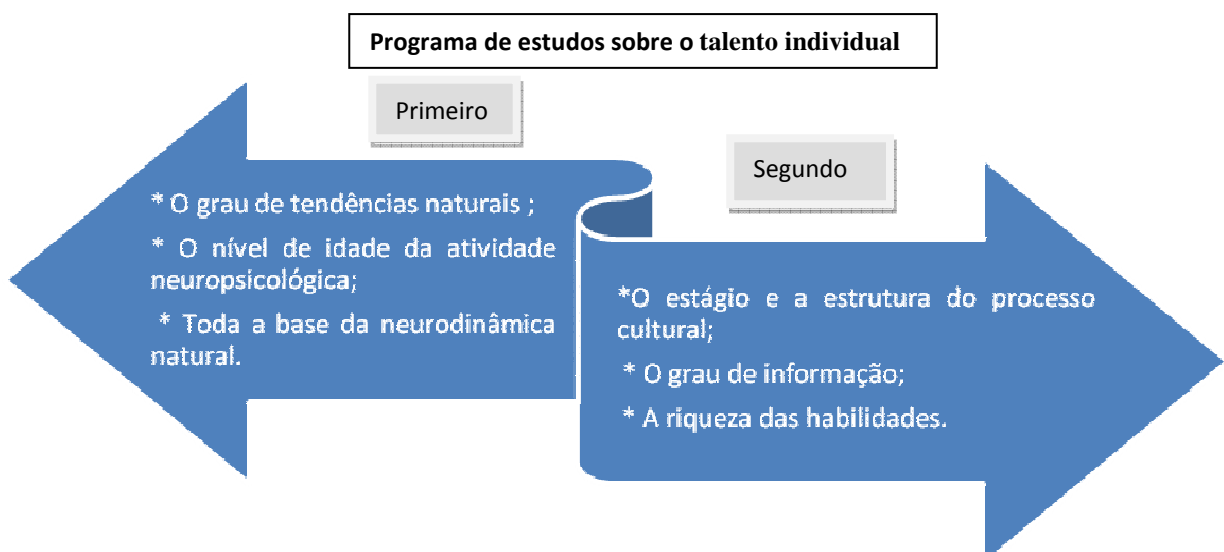 Programa de estudos sobre o talento individual
Primeiro
* O grau de tendências naturais ;
* O nível de idade da atividade
neuropsicológica;
* Toda a base da neurodinâmica
natural.
Segundo
*O estágio e a estrutura do processo
cultural;
* O grau de informação;
* A riqueza das habilidades.